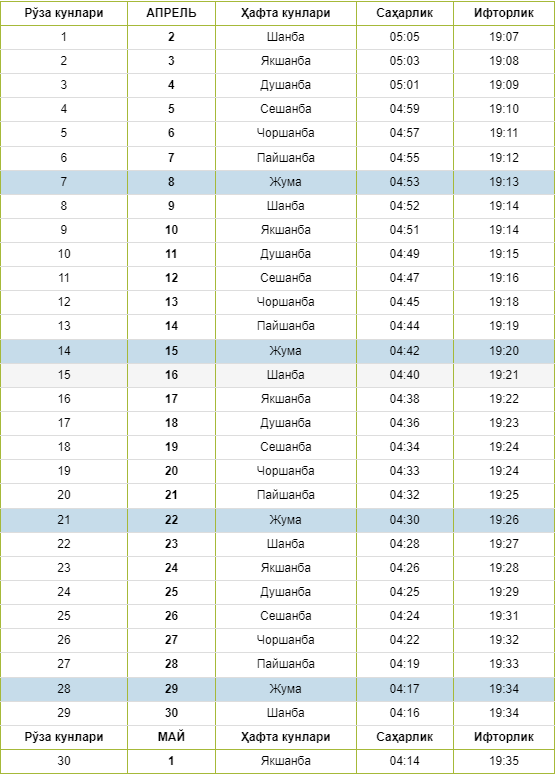 Рўза кунлари АПРЕЛЬ Ҳафта кунлари Саҳарлик Ифторлик
1 2 Шанба 05:05 19:07
2 3 Якшанба 05:03 19:08
3 4 Душанба 05:01 19:09
4 5 Сешанба 04:59 19:10
5 6 Чоршанба 04:57 19:11
6 7 Пайшанба 04:55 19:12
7 8 Жума 04:53 19:13
8 9 Шанба 04:52 19:14
9 10 Якшанба 04:51 19:14
10 11 Душанба 04:49 19:15
11 12 Сешанба 04:47 19:16
12 13 Чоршанба 04:45 19:18
13 14 Пайшанба 04:44 19:19
14 15 Жума 04:42 19:20
15 16 Шанба 04:40 19:21
16 17 Якшанба 04:38 19:22
17 18 Душанба 04:36 19:23
18 19 Сешанба 04:34 19:24
19 20 Чоршанба 04:33 19:24
20 21 Пайшанба 04:32 19:25
21 22 Жума 04:30 19:26
22 23 Шанба 04:28 19:27
23 24 Якшанба 04:26 19:28
24 25 Душанба 04:25 19:29
25 26 Сешанба 04:24 19:31
26 27 Чоршанба 04:22 19:32
27 28 Пайшанба 04:19 19:33
28 29 Жума 04:17 19:34
29 30 Шанба 04:16 19:34
Рўза кунлари МАЙ Ҳафта кунлари Саҳарлик Ифторлик
30 1 Якшанба 04:14 19:35